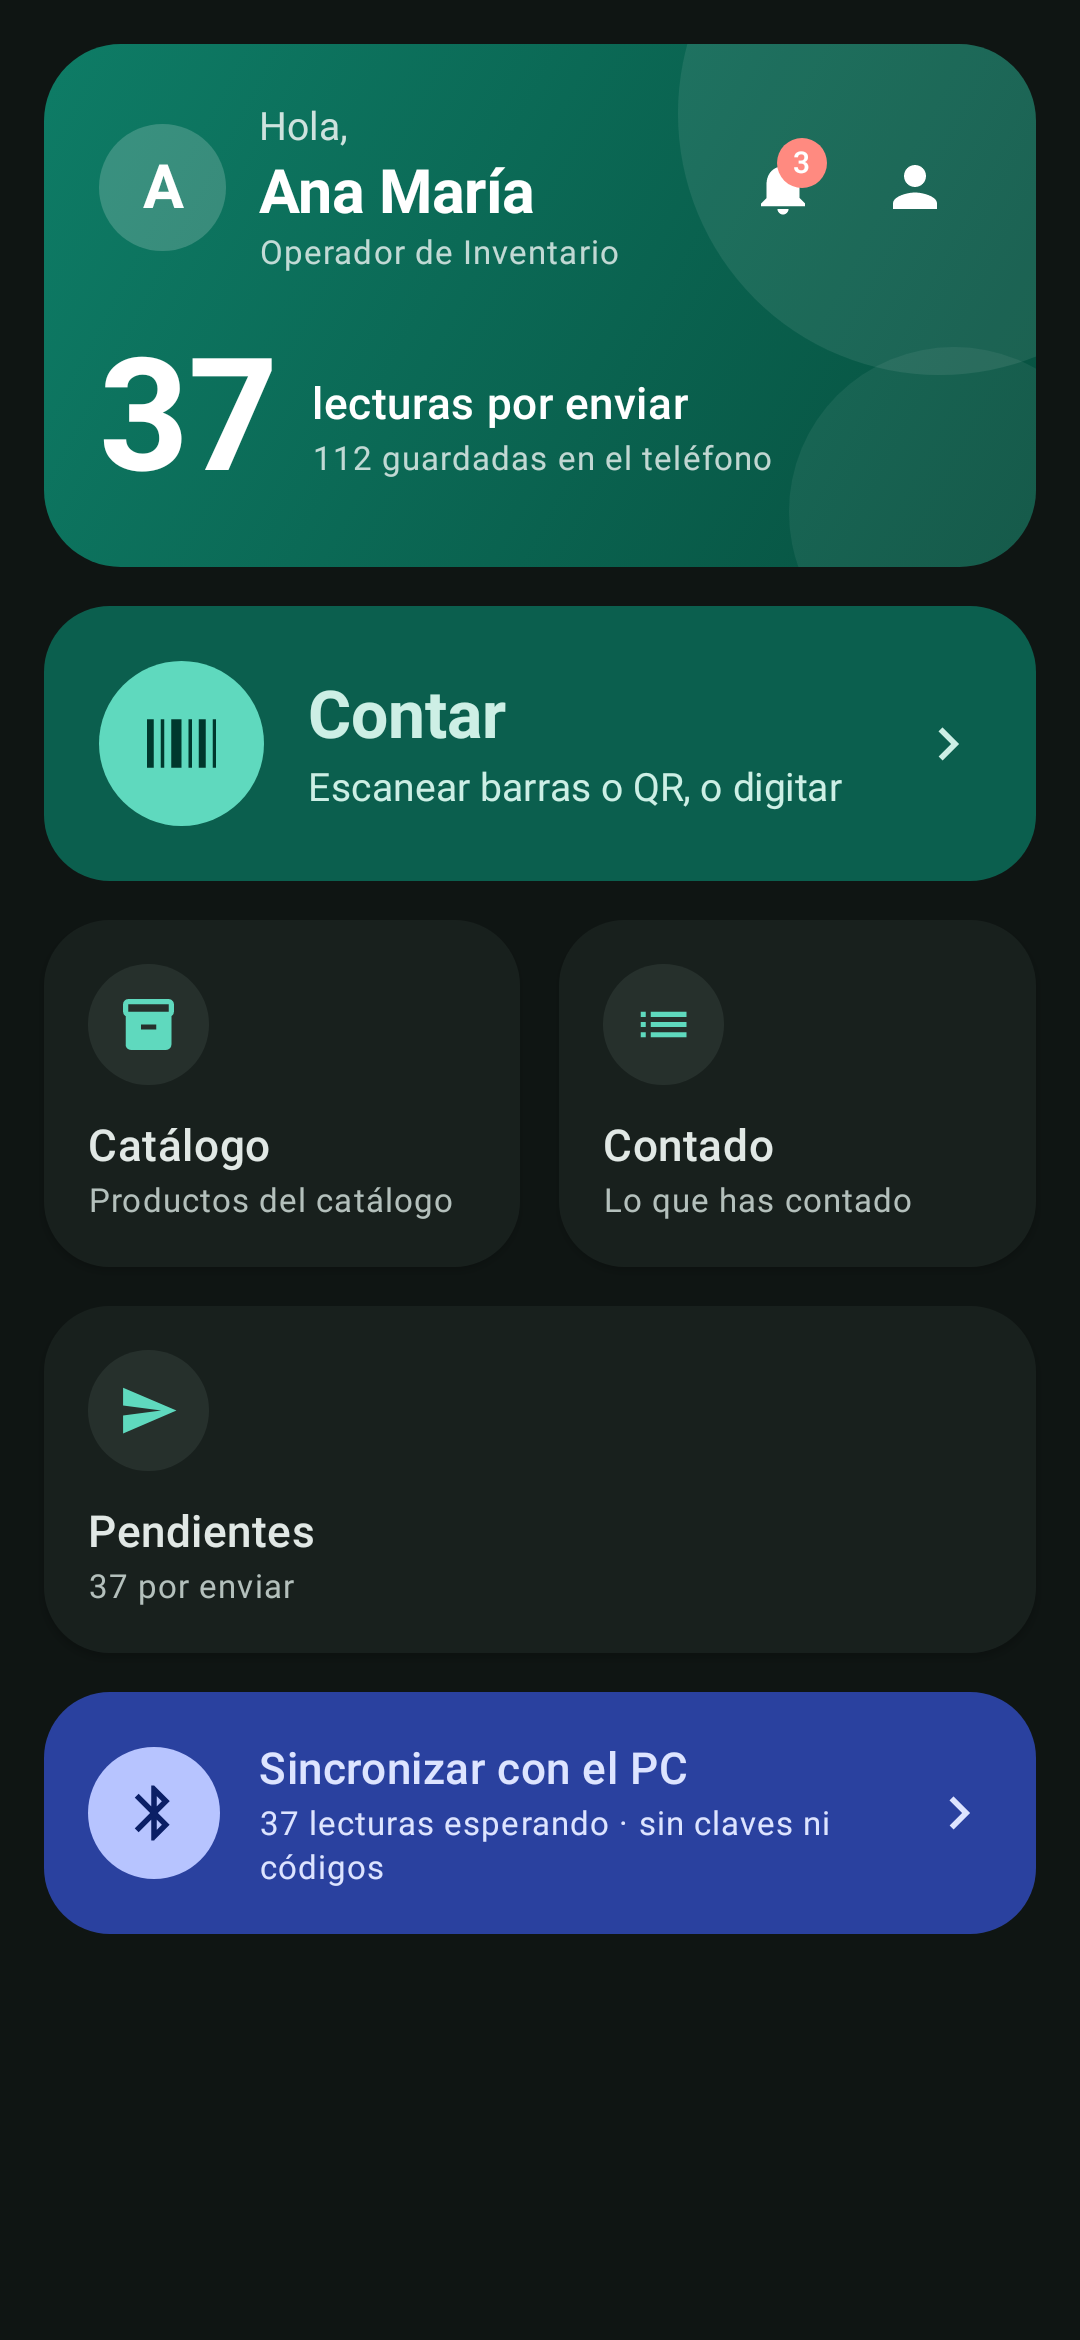 A
Hola,
Ana María
Operador de Inventario
3
37
lecturas por enviar
112 guardadas en el teléfono
Contar
Escanear barras o QR, o digitar
Catálogo
Productos del catálogo
Contado
Lo que has contado
Pendientes
37 por enviar
Sincronizar con el PC
37 lecturas esperando · sin claves ni
códigos